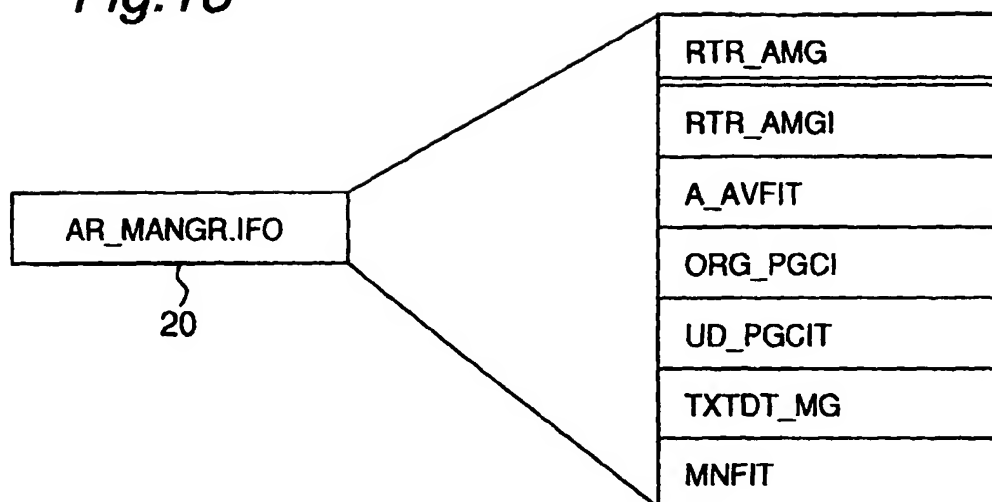 RTR_AMG
RTR_AMGI
A_AVFIT
AR_MANGR.IFO
ORG_PGCI
20
UD_PGCIT
TXTDT_MG
MNFIT